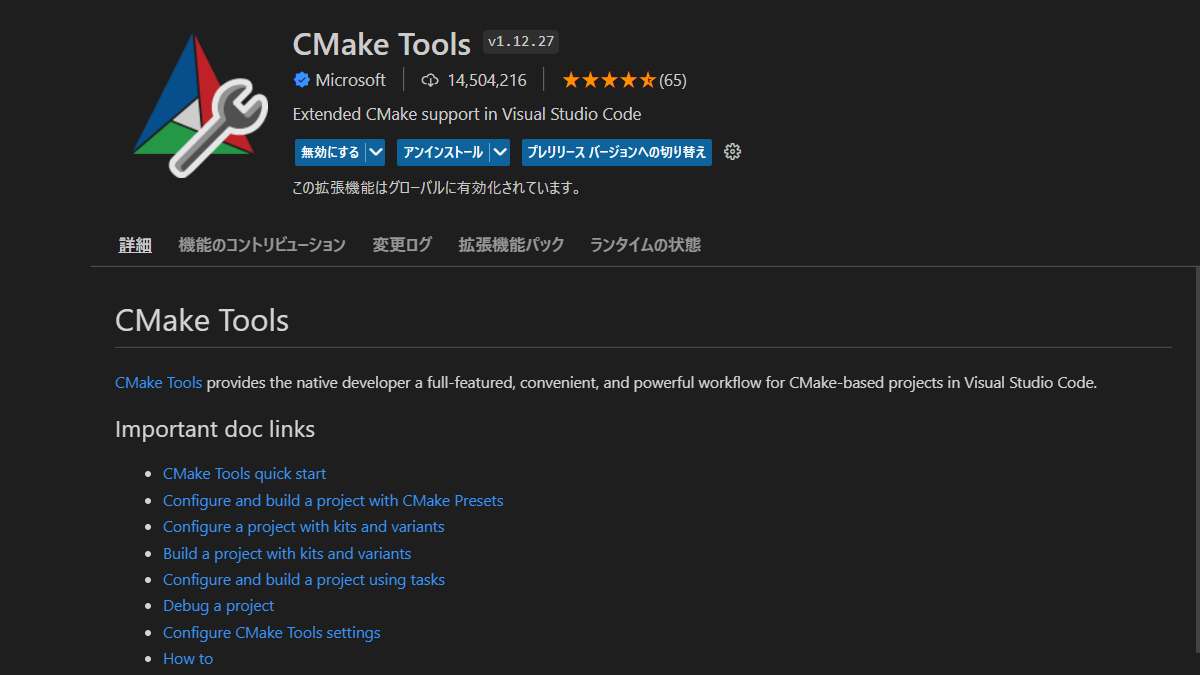 CMake Tools v1.12.27
Microsoft 14,504,216 (65)
Extended CMake support in Visual Studio Code
無効にする アンインストール プレリリース バージョンへの切り替え
この拡張機能はグローバルに有効化されています。
詳細 機能のコントリビューション 変更ログ 拡張機能パック ランタイムの状態
CMake Tools
CMake Tools provides the native developer a full-featured, convenient, and powerful workflow for CMake-based projects in Visual Studio Code.
Important doc links
CMake Tools quick start
Configure and build a project with CMake Presets
Configure a project with kits and variants
Build a project with kits and variants
Configure and build a project using tasks
Debug a project
Configure CMake Tools settings
How to